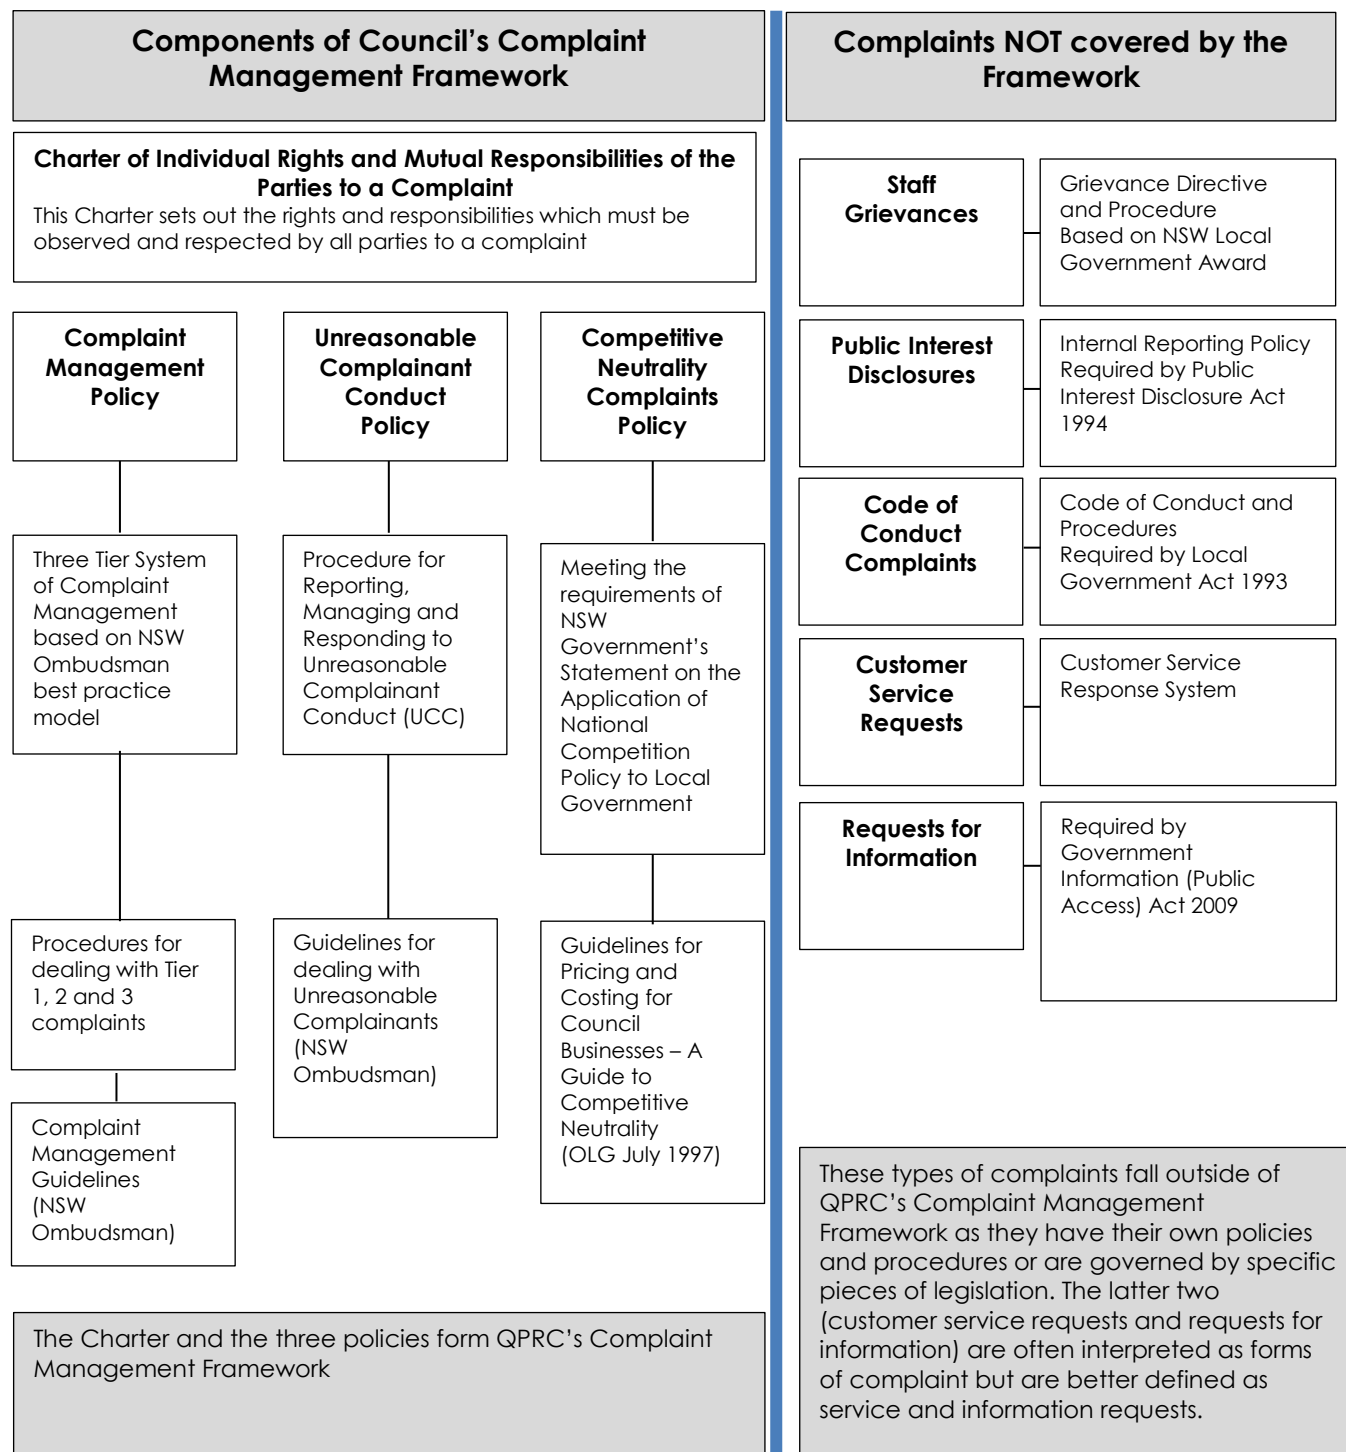 Components of Council’s Complaint
Management Framework
Charter of Individual Rights and Mutual Responsibilities of the
Parties to a Complaint
This Charter sets out the rights and responsibilities which must be
observed and respected by all parties to a complaint
Complaint
Management
Policy
Three Tier System
of Complaint
Management
based on NSW
Ombudsman
best practice
model
Procedures for
dealing with Tier
1, 2 and 3
complaints
Complaint
Management
Guidelines
(NSW
Ombudsman)
Unreasonable
Complainant
Conduct
Policy
Procedure for
Reporting,
Managing and
Responding to
Unreasonable
Complainant
Conduct (UCC)
Guidelines for
dealing with
Unreasonable
Complainants
(NSW
Ombudsman)
Competitive
Neutrality
Complaints
Policy
Meeting the
requirements of
NSW
Government’s
Statement on the
Application of
National
Competition
Policy to Local
Government
Guidelines for
Pricing and
Costing for
Council
Businesses – A
Guide to
Competitive
Neutrality
(OLG July 1997)
The Charter and the three policies form QPRC’s Complaint
Management Framework
Complaints NOT covered by the
Framework
Staff
Grievances
Grievance Directive
and Procedure
Based on NSW Local
Government Award
Public Interest
Disclosures
Internal Reporting Policy
Required by Public
Interest Disclosure Act
1994
Code of
Conduct
Complaints
Code of Conduct and
Procedures
Required by Local
Government Act 1993
Customer
Service
Requests
Customer Service
Response System
Requests for
Information
Required by
Government
Information (Public
Access) Act 2009
These types of complaints fall outside of
QPRC’s Complaint Management
Framework as they have their own policies
and procedures or are governed by specific
pieces of legislation. The latter two
(customer service requests and requests for
information) are often interpreted as forms
of complaint but are better defined as
service and information requests.